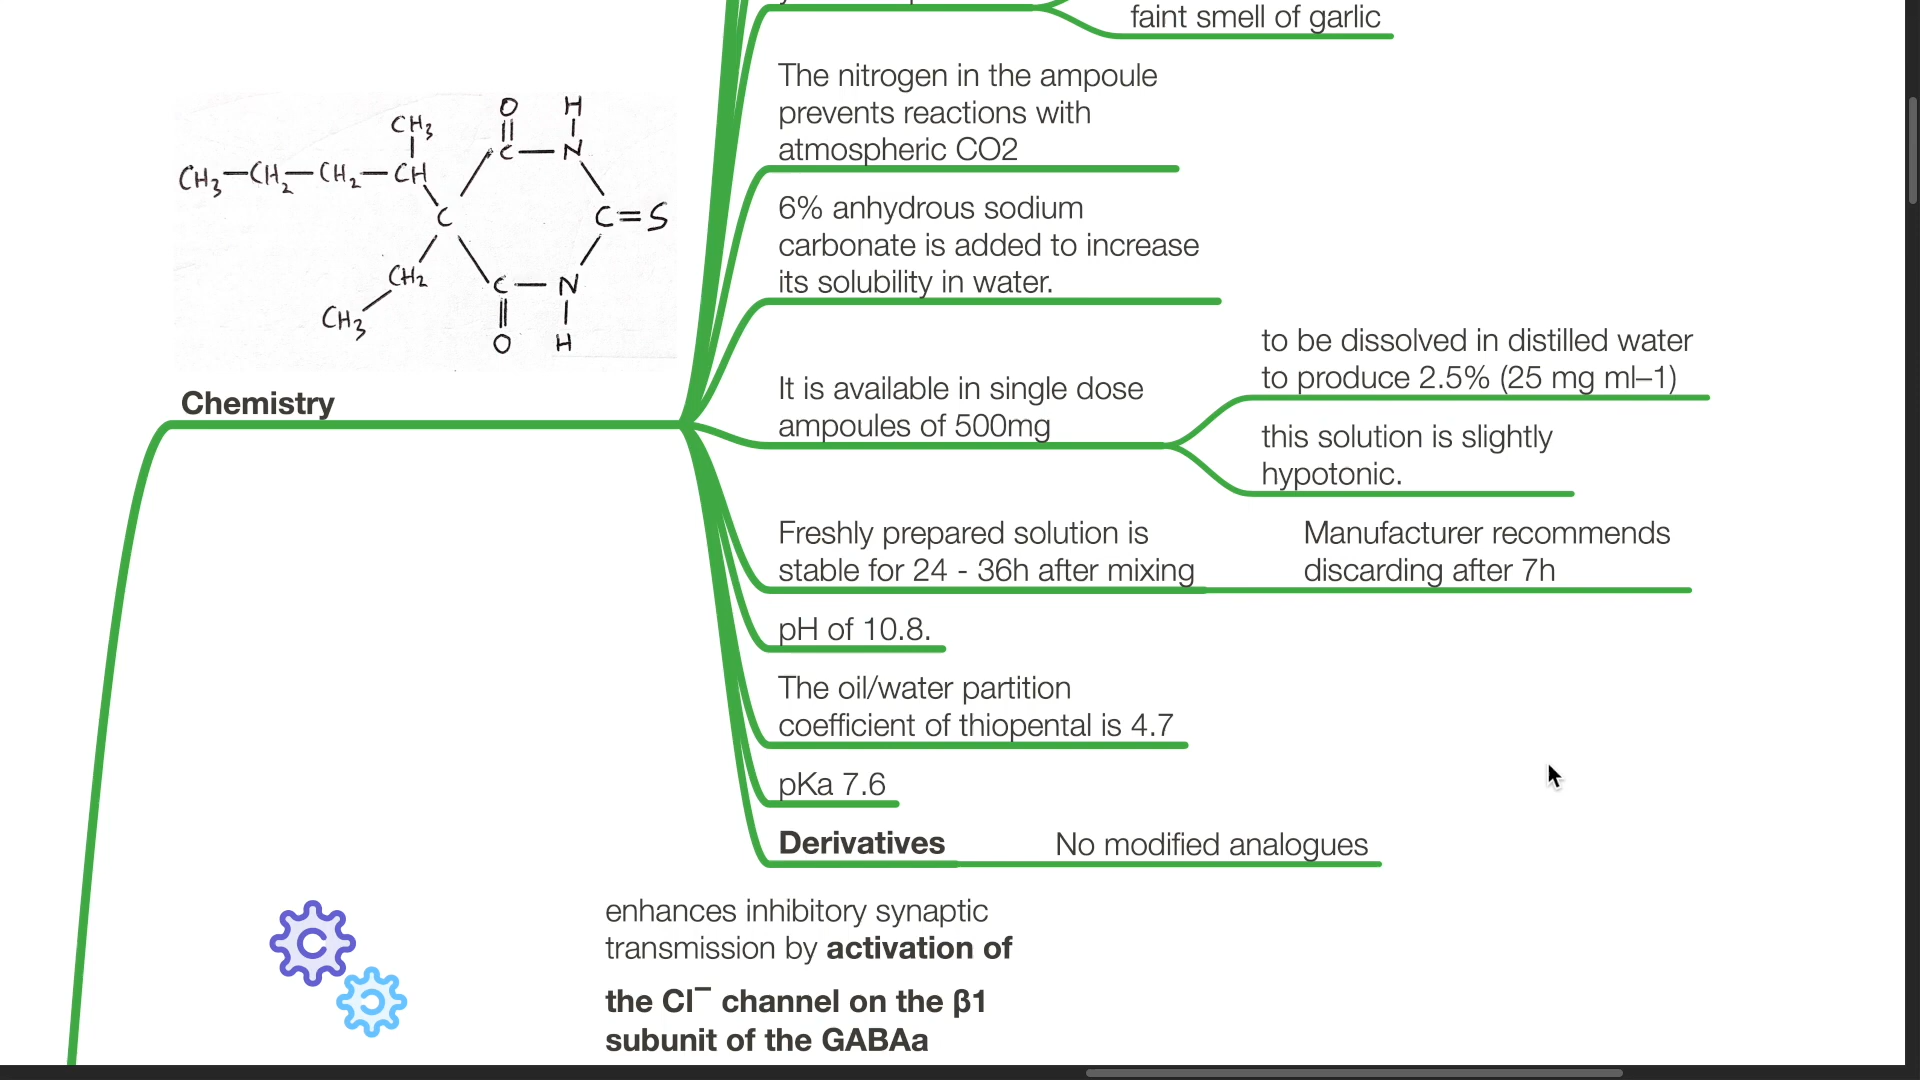 faint smell of garlic
The nitrogen in the ampoule
prevents reactions with
atmospheric CO2
6% anhydrous sodium
carbonate is added to increase
its solubility in water.
It is available in single dose
ampoules of 500mg
to be dissolved in distilled water
to produce 2.5% (25 mg ml–1)
this solution is slightly
hypotonic.
Freshly prepared solution is
stable for 24 - 36h after mixing
Manufacturer recommends
discarding after 7h
pH of 10.8.
The oil/water partition
coefficient of thiopental is 4.7
pKa 7.6
Derivatives
No modified analogues
O H
CH₃
C — N
CH₃—CH₂—CH₂—CH
C C=S
CH₂
C — N
CH₃
O H
Chemistry
enhances inhibitory synaptic
transmission by activation of
the Cl⁻ channel on the β1
subunit of the GABAa